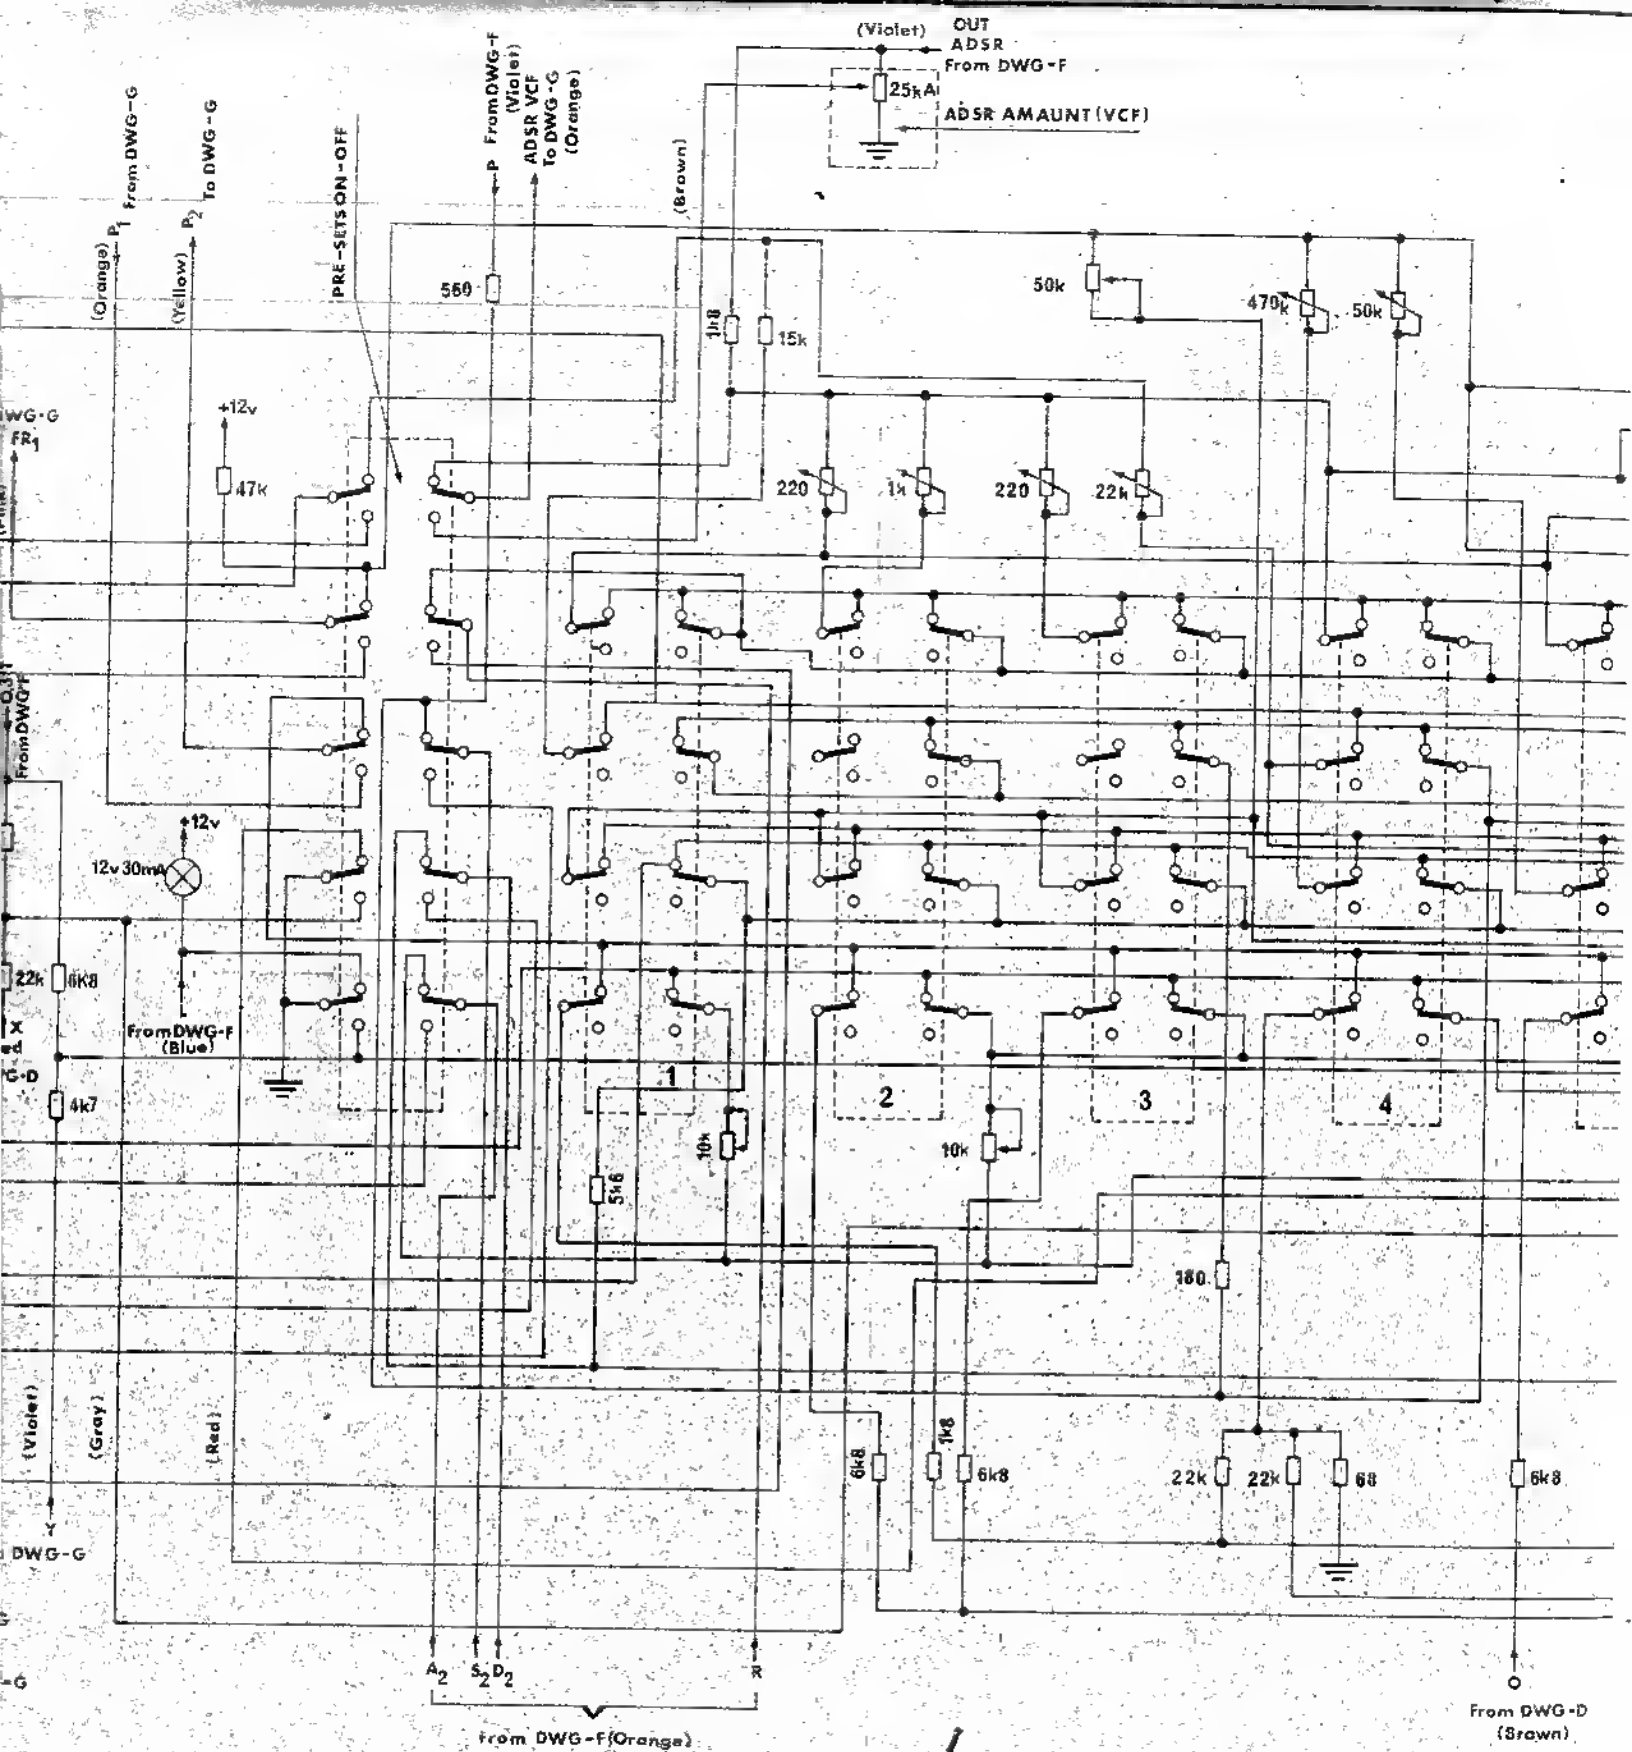 (Violet)
OUT
ADSR
From DWG-F
25kA
ADSR AMAUNT(VCF)
(Orange) P1 From DWG-G
(Yellow) P2 To DWG-G
PRE-SETS ON-OFF
P From DWG-F
(Violet)
ADSR VCF
To DWG-G
(Orange)
(Brown)
560
1k8
15k
50k
470k
50k
WG-G
FR1
+12v
47k
220
1k
220
22k
From DWG-F
+12v
12v 30mA
22k
6K8
From DWG-F
(Blue)
X
ed
G-D
4k7
1
2
3
4
10k
10k
5k6
180
(Violet)
(Gray)
(Red)
6k8
1k8
6k8
22k
22k
68
6k8
Y
DWG-G
A2
S2
D2
R
-G
From DWG-F(Orange)
O
From DWG-D
(Brown)